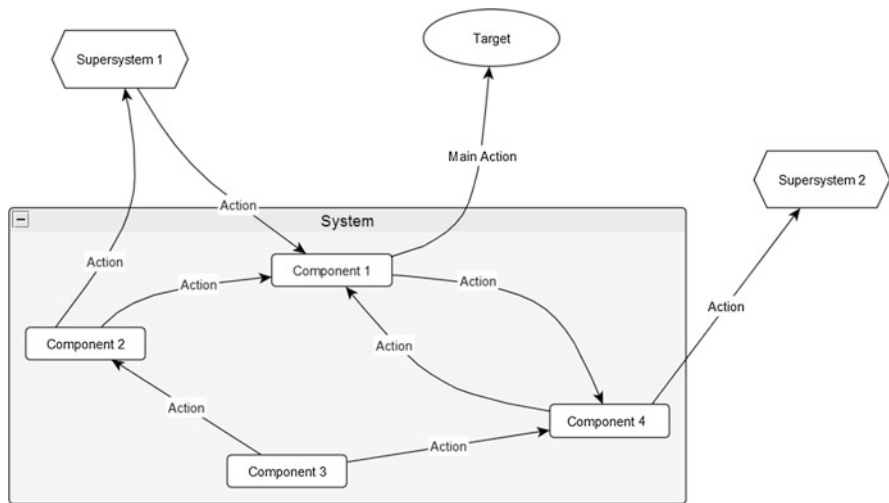 Target
Supersystem 1
Action
Main Action
Supersystem 2
Action
System
Action
Component 1
Action
Action
Action
Component 2
Action
Action
Component 4
Action
Component 3